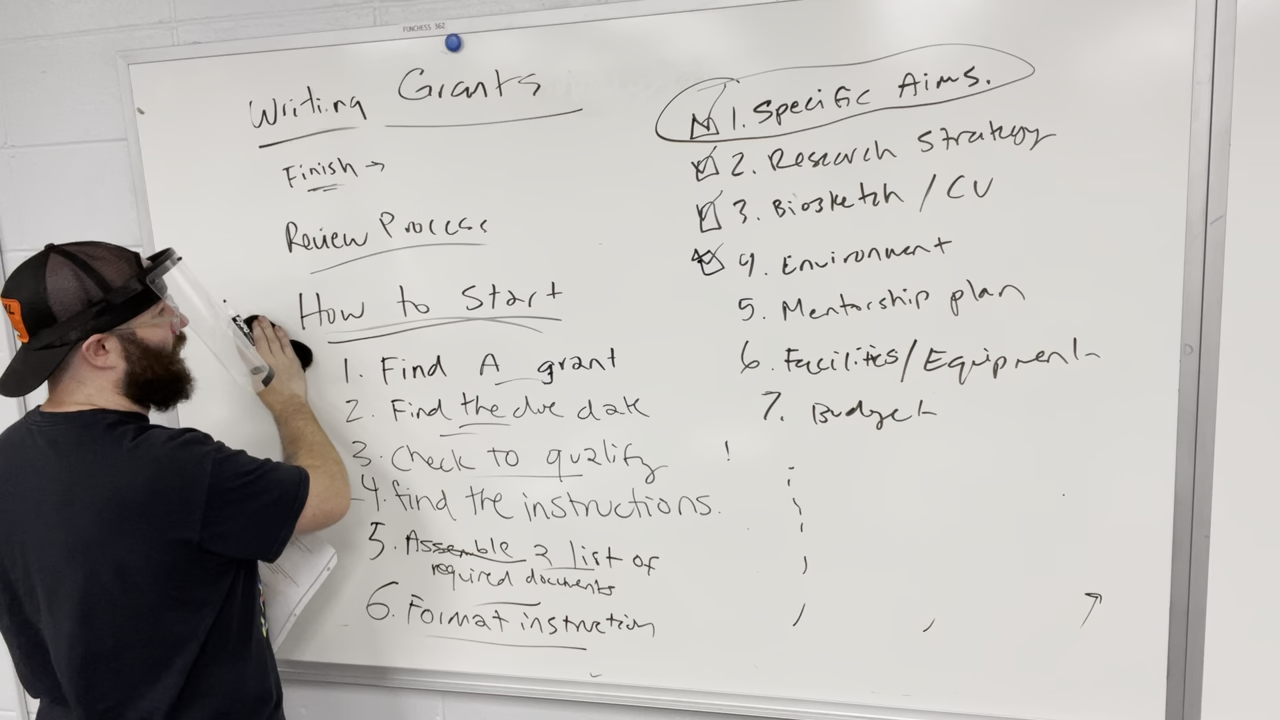 FUNCHESS 362
Writing Grants
Finish →
Review Process
How to Start
1. Find A grant
2. Find the due date
3. Check to qualify !
4. find the instructions.
5. Assemble a list of
required documents
6. Format instruction
1. Specific Aims.
2. Research Strategy
3. Biosketch / CV
4. Environment
5. Mentorship plan
6. Facilities/Equipment
7. Budget